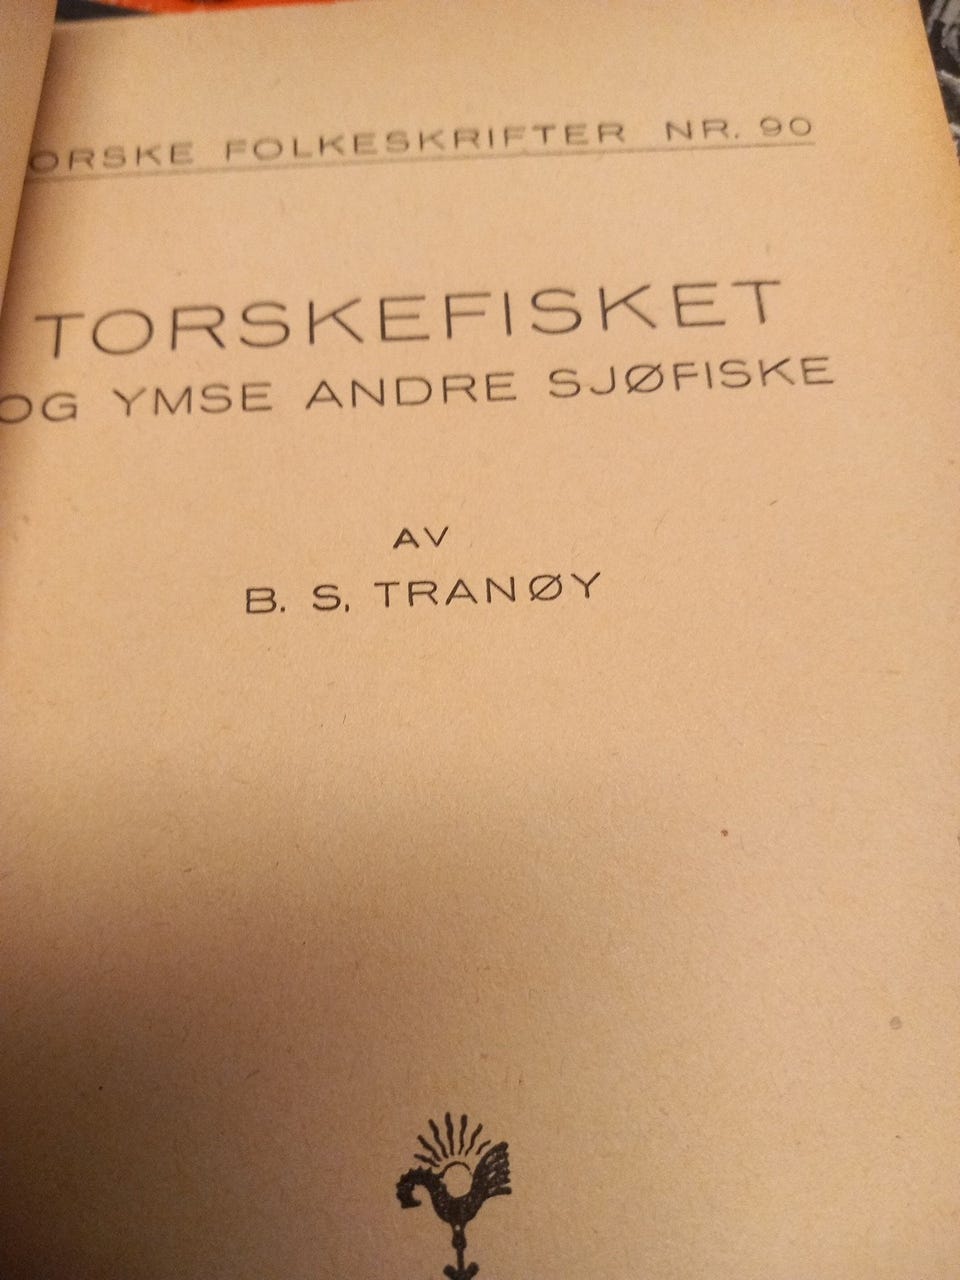 ORSKE FOLKESKRIFTER NR. 90
TORSKEFISKET
OG YMSE ANDRE SJØFISKE
AV
B. S. TRANØY